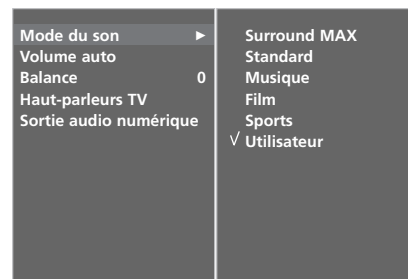 Mode du son ►
Volume auto
Balance 0
Haut-parleurs TV
Sortie audio numérique
Surround MAX
Standard
Musique
Film
Sports
√ Utilisateur